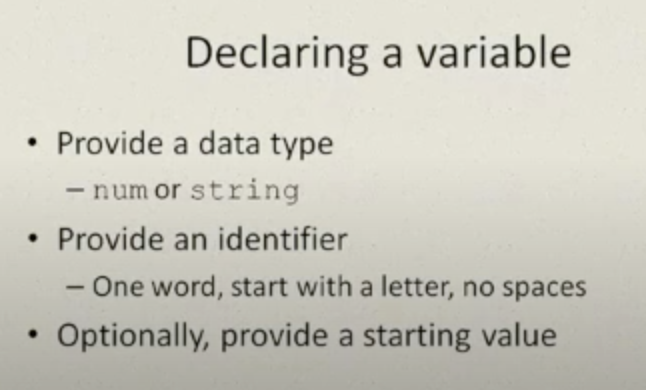 Declaring a variable
• Provide a data type
– num or string
• Provide an identifier
– One word, start with a letter, no spaces
• Optionally, provide a starting value